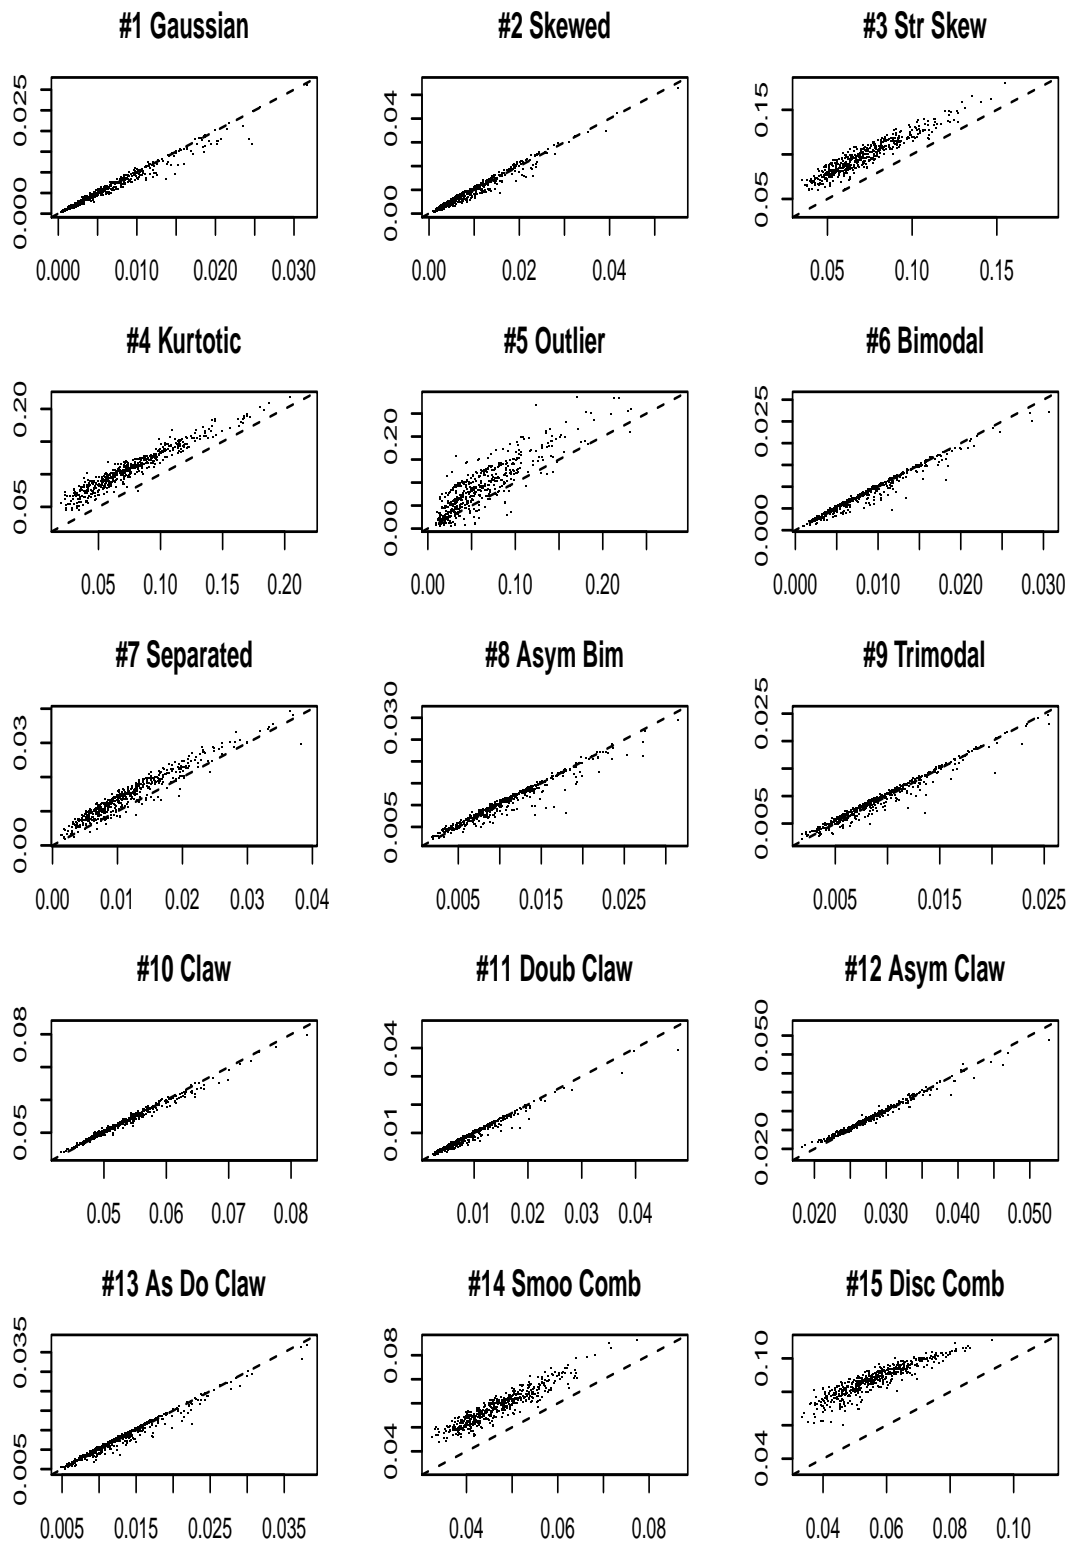 #1 Gaussian
0.025
0.000
0.000 0.010 0.020 0.030
#2 Skewed
0.04
0.00
0.00 0.02 0.04
#3 Str Skew
0.15
0.05
0.05 0.10 0.15
#4 Kurtotic
0.20
0.05
0.05 0.10 0.15 0.20
#5 Outlier
0.20
0.00
0.00 0.10 0.20
#6 Bimodal
0.025
0.000
0.000 0.010 0.020 0.030
#7 Separated
0.03
0.00
0.00 0.01 0.02 0.03 0.04
#8 Asym Bim
0.030
0.005
0.005 0.015 0.025
#9 Trimodal
0.025
0.005
0.005 0.015 0.025
#10 Claw
0.08
0.05
0.05 0.06 0.07 0.08
#11 Doub Claw
0.04
0.01
0.01 0.02 0.03 0.04
#12 Asym Claw
0.050
0.020
0.020 0.030 0.040 0.050
#13 As Do Claw
0.035
0.005
0.005 0.015 0.025 0.035
#14 Smoo Comb
0.08
0.04
0.04 0.06 0.08
#15 Disc Comb
0.10
0.04
0.04 0.06 0.08 0.10